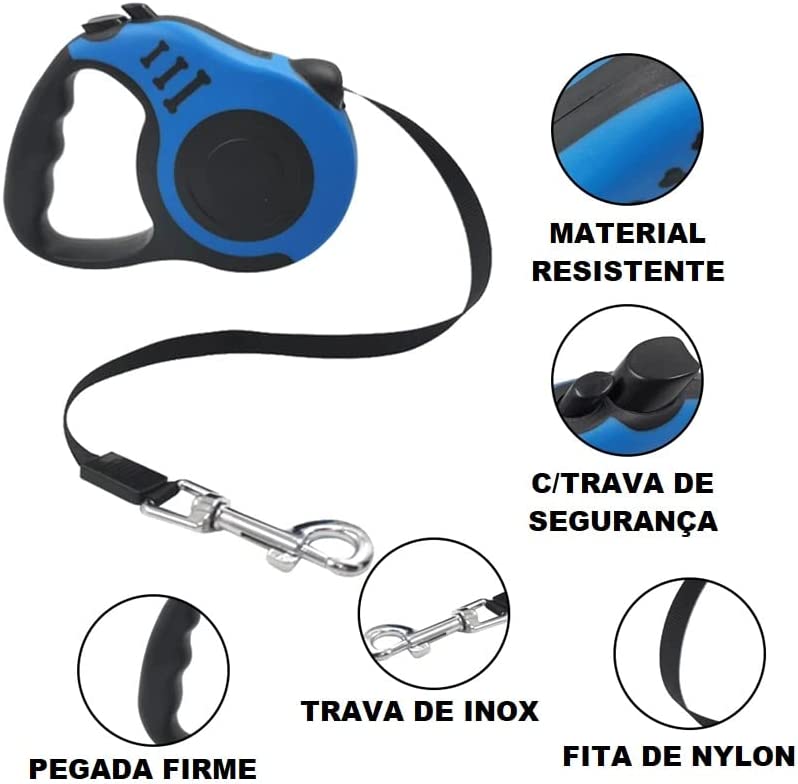 MATERIAL
RESISTENTE
C/TRAVA DE
SEGURANÇA
TRAVA DE INOX
PEGADA FIRME
FITA DE NYLON